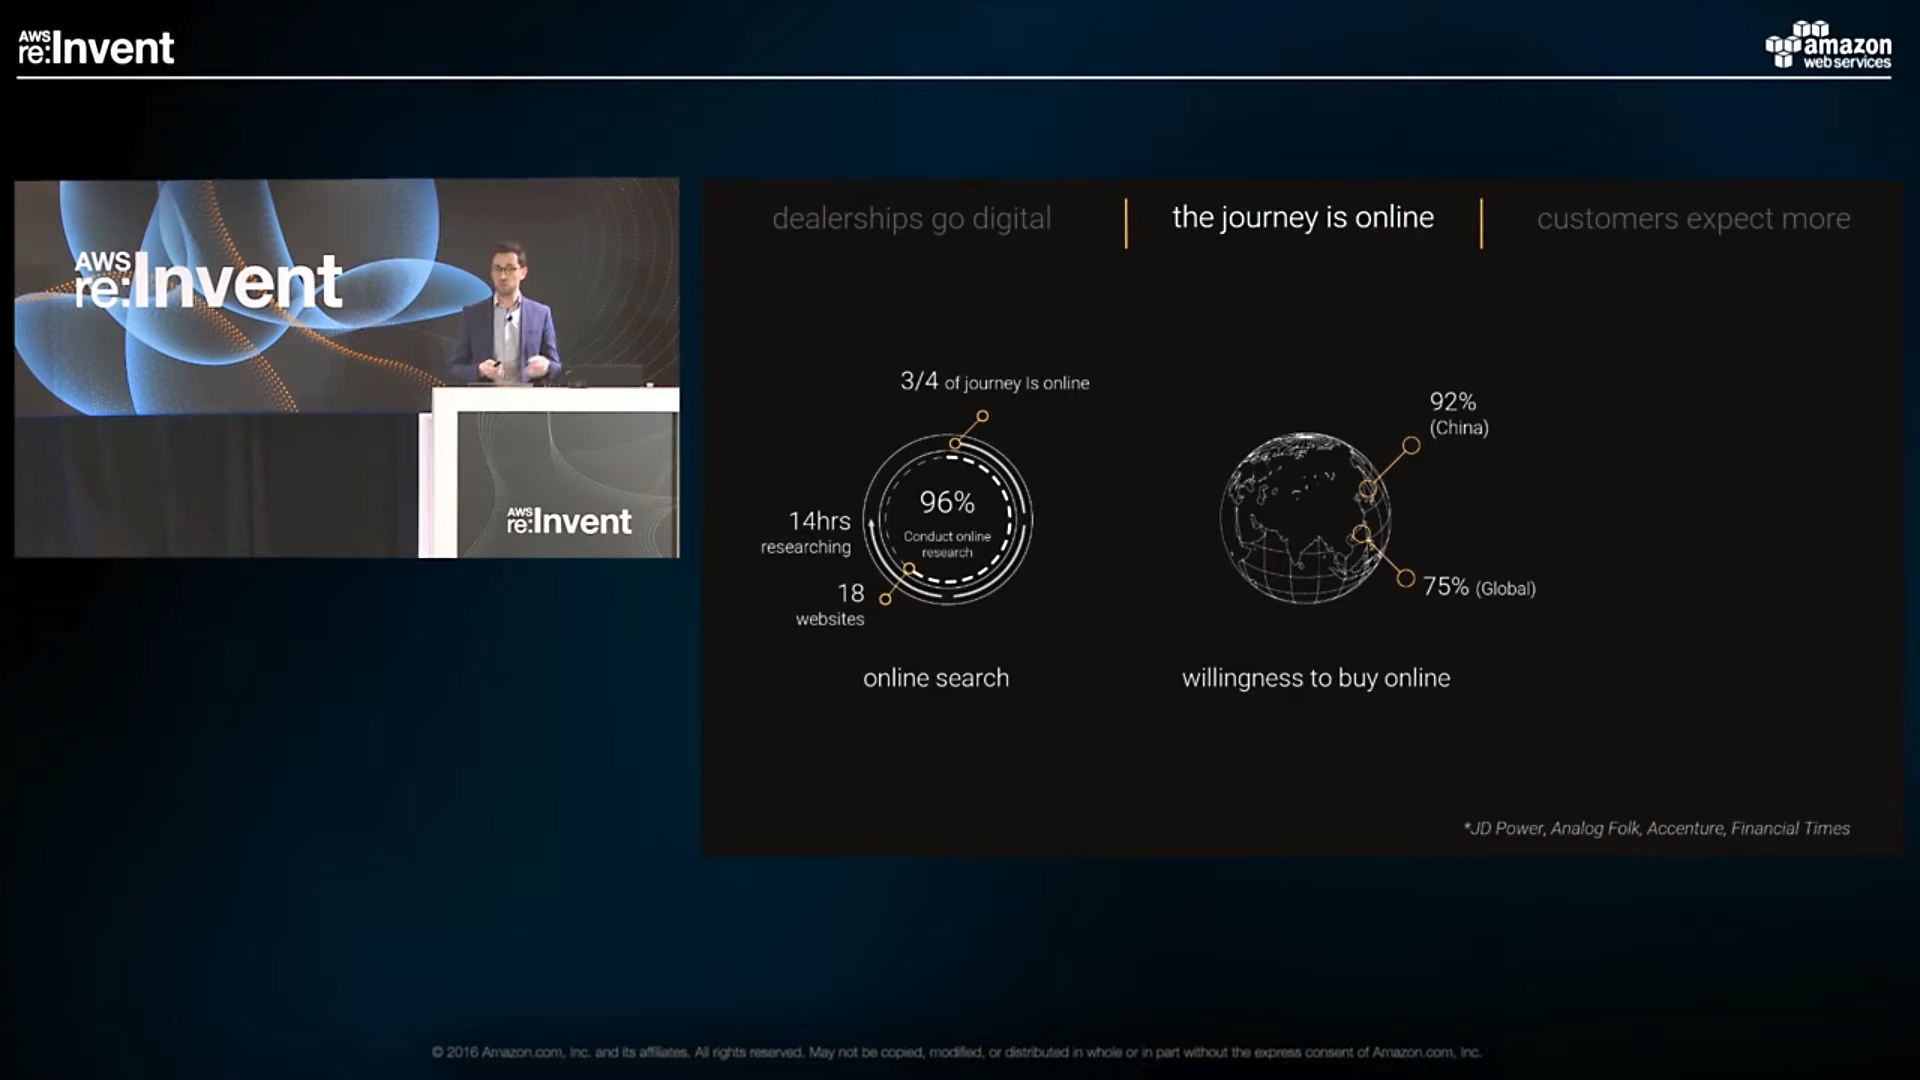 AWS
re:Invent
amazon
web services
AWS
re:Invent
AWS
re:Invent
dealerships go digital
the journey is online
customers expect more
3/4 of journey Is online
96%
Conduct online
research
14hrs
researching
18
websites
online search
92%
(China)
75% (Global)
willingness to buy online
*JD Power, Analog Folk, Accenture, Financial Times
© 2016 Amazon.com, Inc. and its affiliates. All rights reserved. May not be copied, modified, or distributed in whole or in part without the express consent of Amazon.com, Inc.